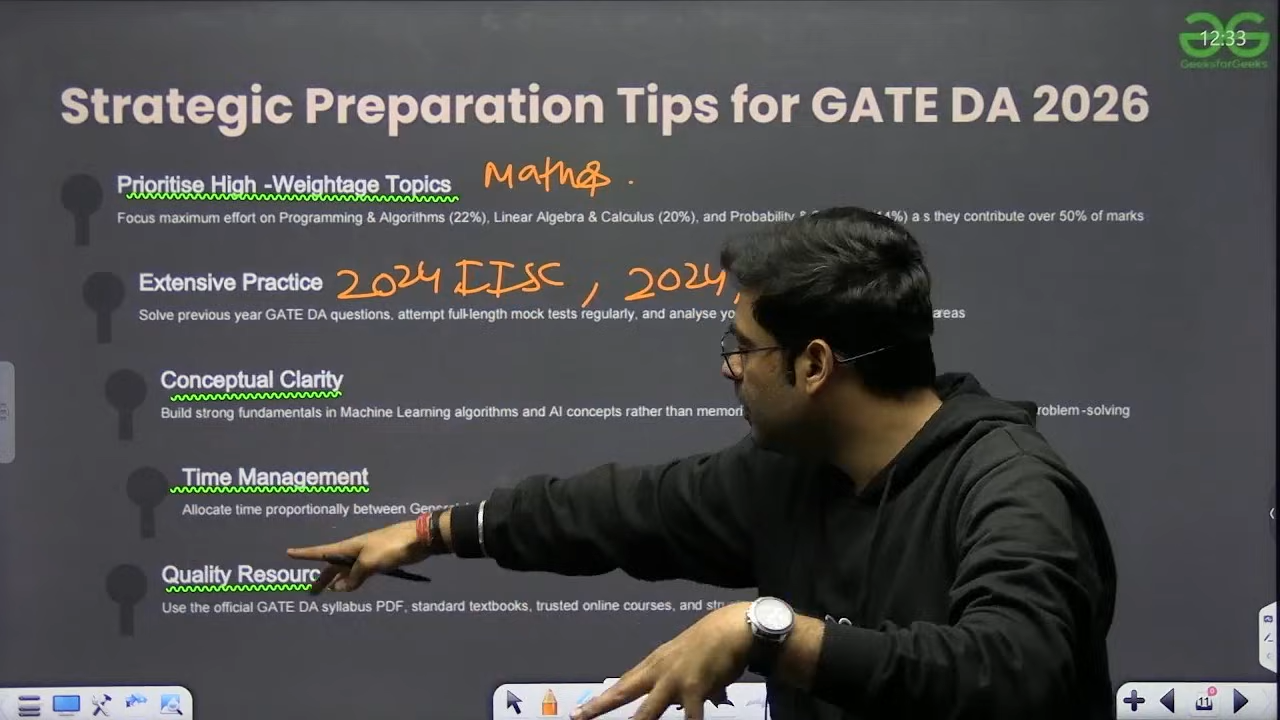 12:33
GeeksforGeeks
Strategic Preparation Tips for GATE DA 2026
Prioritise High -Weightage Topics Maths .
Focus maximum effort on Programming & Algorithms (22%), Linear Algebra & Calculus (20%), and Probability & a s they contribute over 50% of marks
Extensive Practice 2024 IISC , 2024,
Solve previous year GATE DA questions, attempt full-length mock tests regularly, and analyse areas
Conceptual Clarity
Build strong fundamentals in Machine Learning algorithms and AI concepts rather than problem -solving
Time Management
Allocate time proportionally between
Quality
Use the official GATE DA syllabus PDF, standard textbooks, trusted online courses, and
11